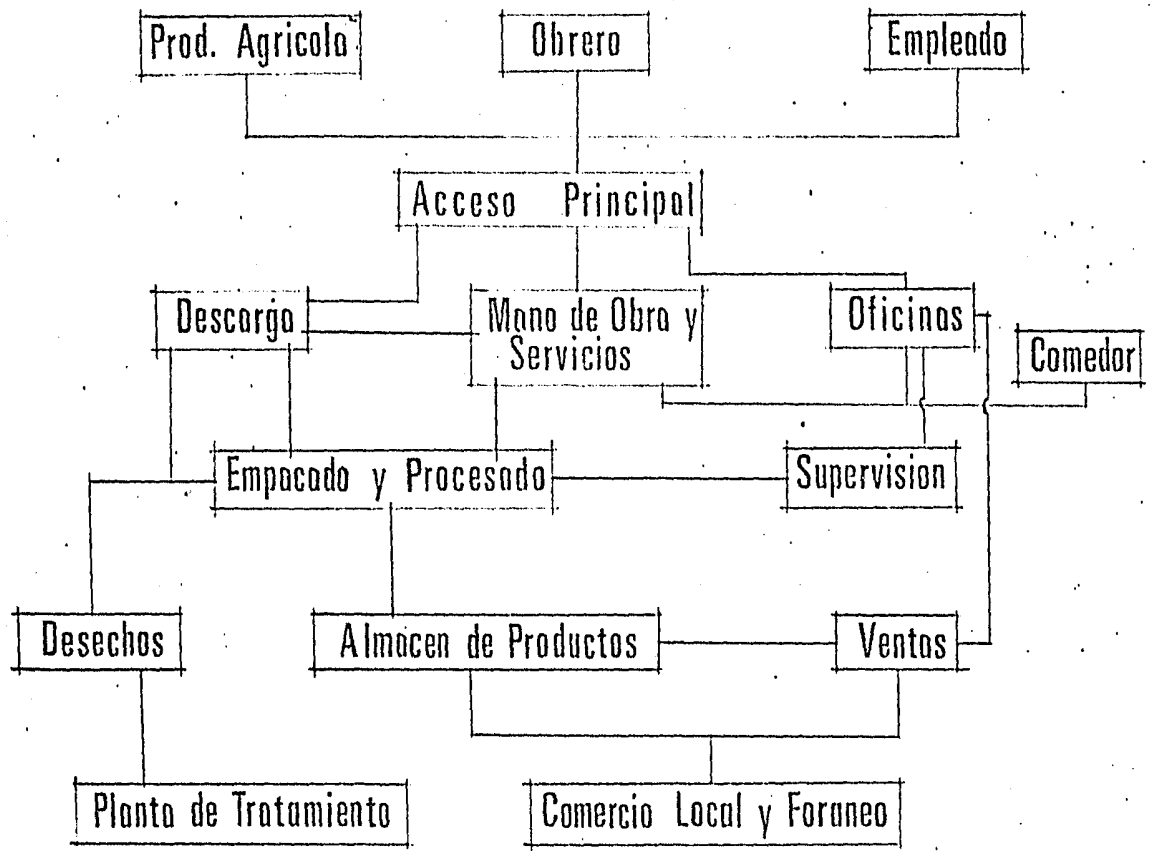 Prod. Agricola
Obrero
Empleado
Acceso Principal
Descarga
Mano de Obra y
Servicios
Oficinas
Comedor
Empacado y Procesado
Supervision
Desechos
Almacen de Productos
Ventas
Planta de Tratamiento
Comercio Local y Foraneo